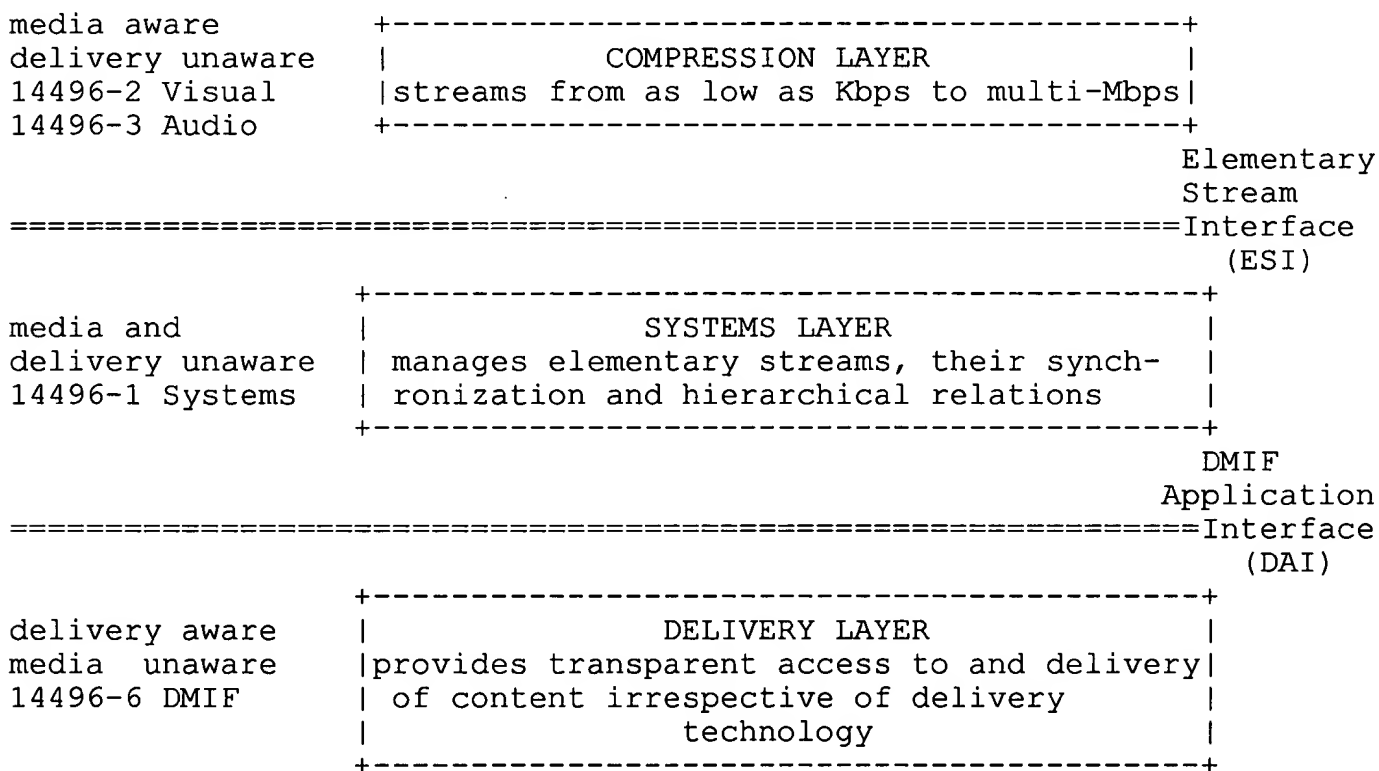 media aware          +-----------------------------------------+
delivery unaware     |           COMPRESSION LAYER             |
14496-2 Visual       |streams from as low as Kbps to multi-Mbps|
14496-3 Audio        +-----------------------------------------+
                                                               Elementary
                                                               Stream
===============================================================Interface
                                                                 (ESI)
                    +-------------------------------------------+
media and           |               SYSTEMS LAYER               |
delivery unaware    | manages elementary streams, their synch-  |
14496-1 Systems     | ronization and hierarchical relations     |
                    +-------------------------------------------+
                                                                DMIF
                                                              Application
================================================================Interface
                                                                  (DAI)
                    +-------------------------------------------+
delivery aware      |                DELIVERY LAYER             |
media  unaware      |provides transparent access to and delivery|
14496-6 DMIF        | of content irrespective of delivery       |
                    |                 technology                |
                    +-------------------------------------------+